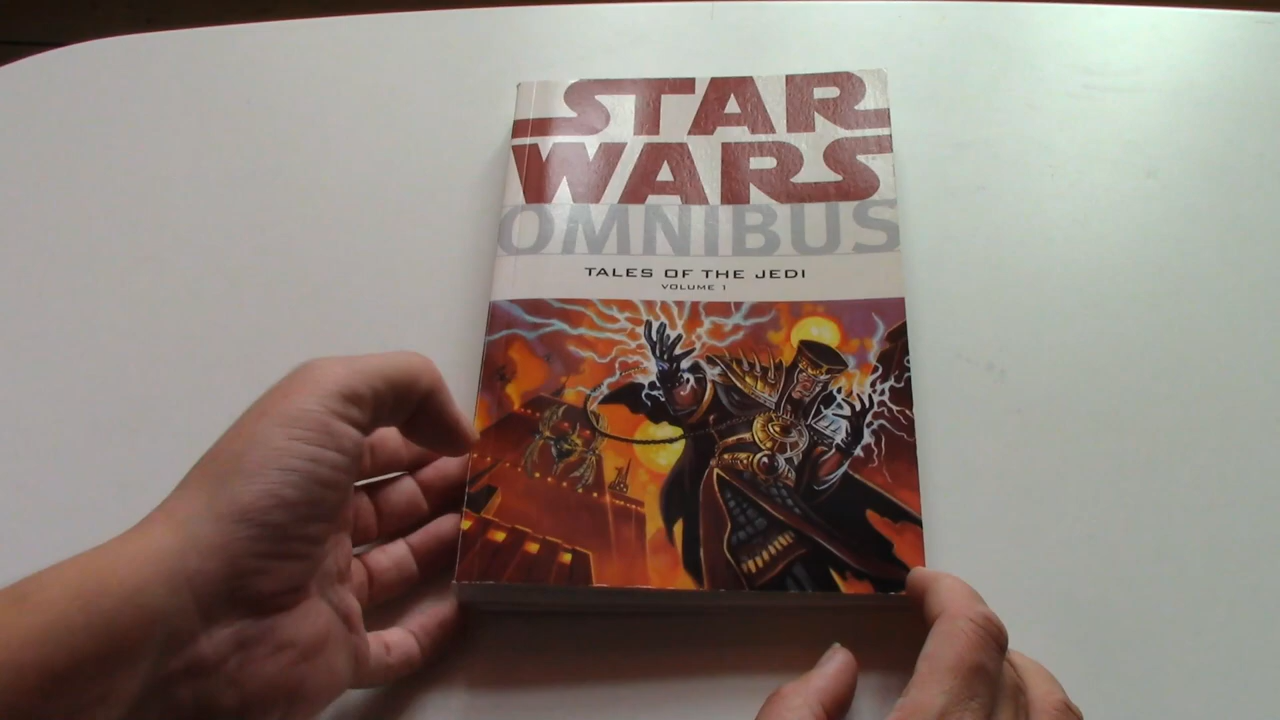 STAR
WARS
OMNIBUS
TALES OF THE JEDI
VOLUME 1